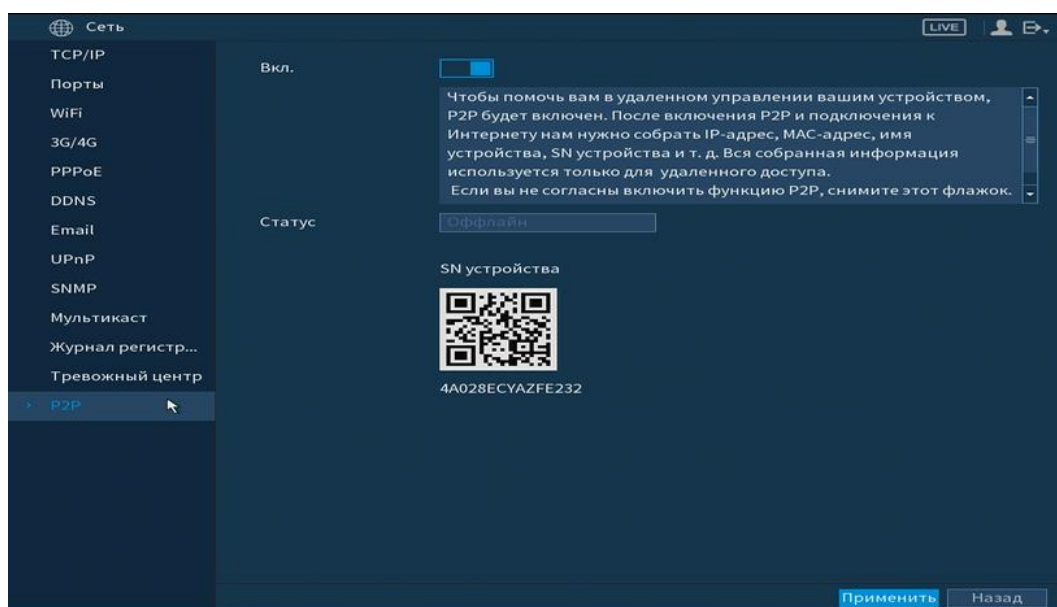 Сеть
LIVE
TCP/IP
Порты
WiFi
3G/4G
PPPoE
DDNS
Email
UPnP
SNMP
Мультикаст
Журнал регистр...
Тревожный центр
P2P
Вкл.
Чтобы помочь вам в удаленном управлении вашим устройством,
P2P будет включен. После включения P2P и подключения к
Интернету нам нужно собрать IP-адрес, MAC-адрес, имя
устройства, SN устройства и т. д. Вся собранная информация
используется только для удаленного доступа.
Если вы не согласны включить функцию P2P, снимите этот флажок.
Статус
Оффлайн
SN устройства
4A028ECYAZFE232
Применить
Назад